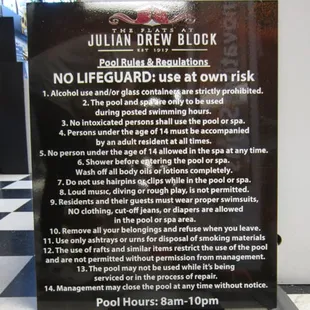 THE FLATS AT
JULIAN DREW BLOCK
EST 1917
Pool Rules & Regulations
NO LIFEGUARD: use at own risk
1. Alcohol use and/or glass containers are strictly prohibited.
2. The pool and spa are only to be used
during posted swimming hours.
3. No intoxicated persons shall use the pool or spa.
4. Persons under the age of 14 must be accompanied
by an adult resident at all times.
5. No person under the age of 14 allowed in the spa at any time.
6. Shower before entering the pool or spa.
Wash off all body oils or lotions completely.
7. Do not use hairpins or clips while in the pool or spa.
8. Loud music, diving or rough play, is not permitted.
9. Residents and their guests must wear proper swimsuits,
NO clothing, cut-off jeans, or diapers are allowed
in the pool or spa area.
10. Remove all your belongings and refuse when you leave.
11. Use only ashtrays or urns for disposal of smoking materials
12. The use of rafts and similar items restrict the use of the pool
and are not permitted without permission from management.
13. The pool may not be used while it's being
serviced or in the process of repair.
14. Management may close the pool at any time without notice.
Pool Hours: 8am-10pm